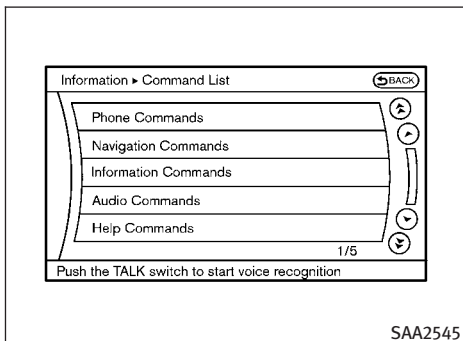 Information ▸ Command List
BACK
Phone Commands
Navigation Commands
Information Commands
Audio Commands
Help Commands
1/5
Push the TALK switch to start voice recognition
SAA2545